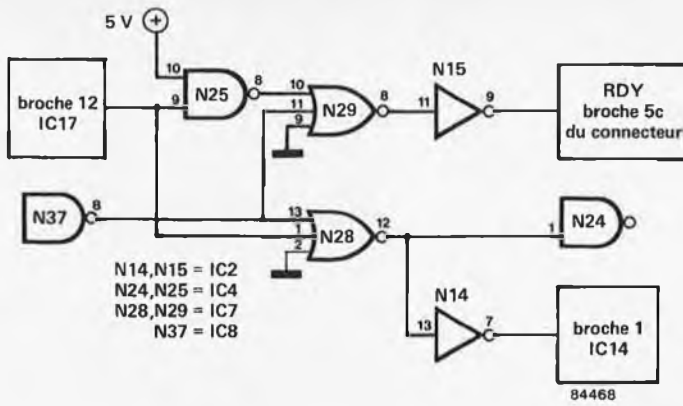 5 V
10
9
N25
8
10
11
9
N29
8
11
N15
9
RDY
broche 5c
du connecteur
broche 12
IC17
N37
8
13
1
2
N28
12
1
N24
N14
13
7
broche 1
IC14
N14,N15 = IC2
N24,N25 = IC4
N28,N29 = IC7
N37 = IC8
84468